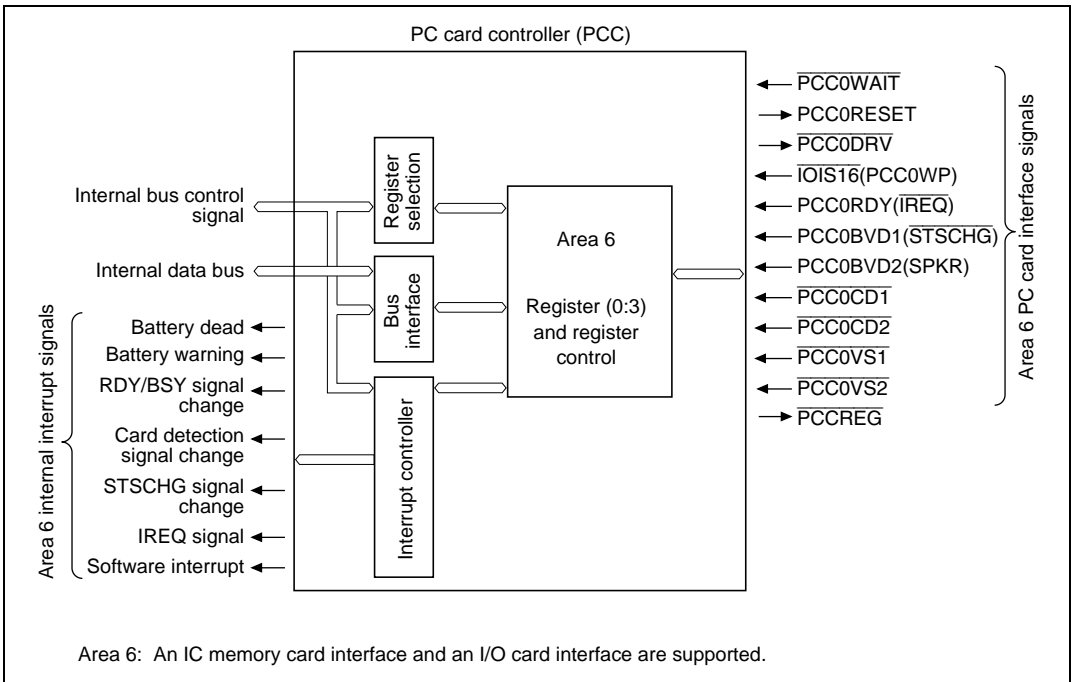 PC card controller (PCC)
Internal bus control
signal
Internal data bus
Area 6 internal interrupt signals
Battery dead
Battery warning
RDY/BSY signal
change
Card detection
signal change
STSCHG signal
change
IREQ signal
Software interrupt
Register
selection
Bus
interface
Interrupt controller
Area 6
Register (0:3)
and register
control
PCC0WAIT
PCC0RESET
PCC0DRV
IOIS16(PCC0WP)
PCC0RDY(IREQ)
PCC0BVD1(STSCHG)
PCC0BVD2(SPKR)
PCC0CD1
PCC0CD2
PCC0VS1
PCC0VS2
PCCREG
Area 6 PC card interface signals
Area 6: An IC memory card interface and an I/O card interface are supported.